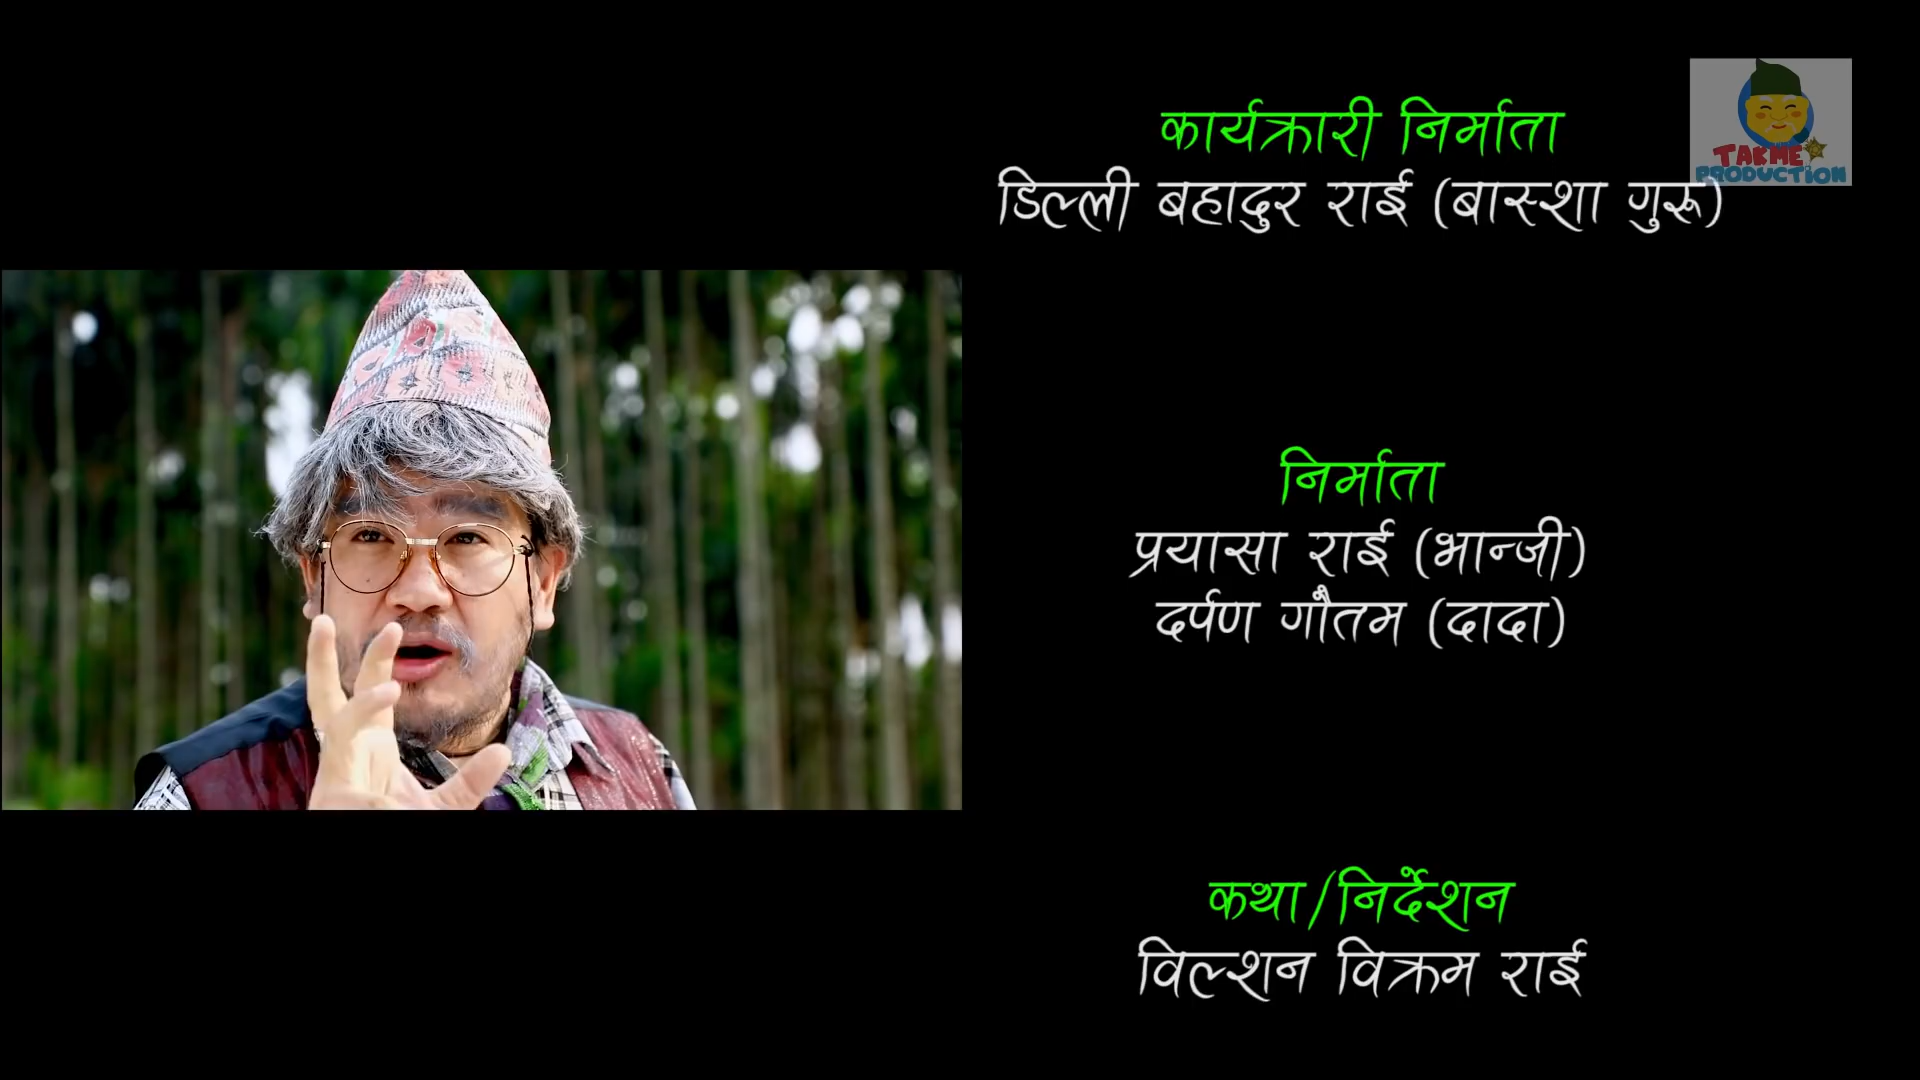 कार्यक्रारी निर्माता
डिल्ली बहादुर राई (बास्शा गुरू)
TAKME
PRODUCTION
निर्माता
प्रयासा राई (भान्जी)
दर्पण गौतम (दादा)
कथा/निर्देशन
विल्शन विक्रम राई